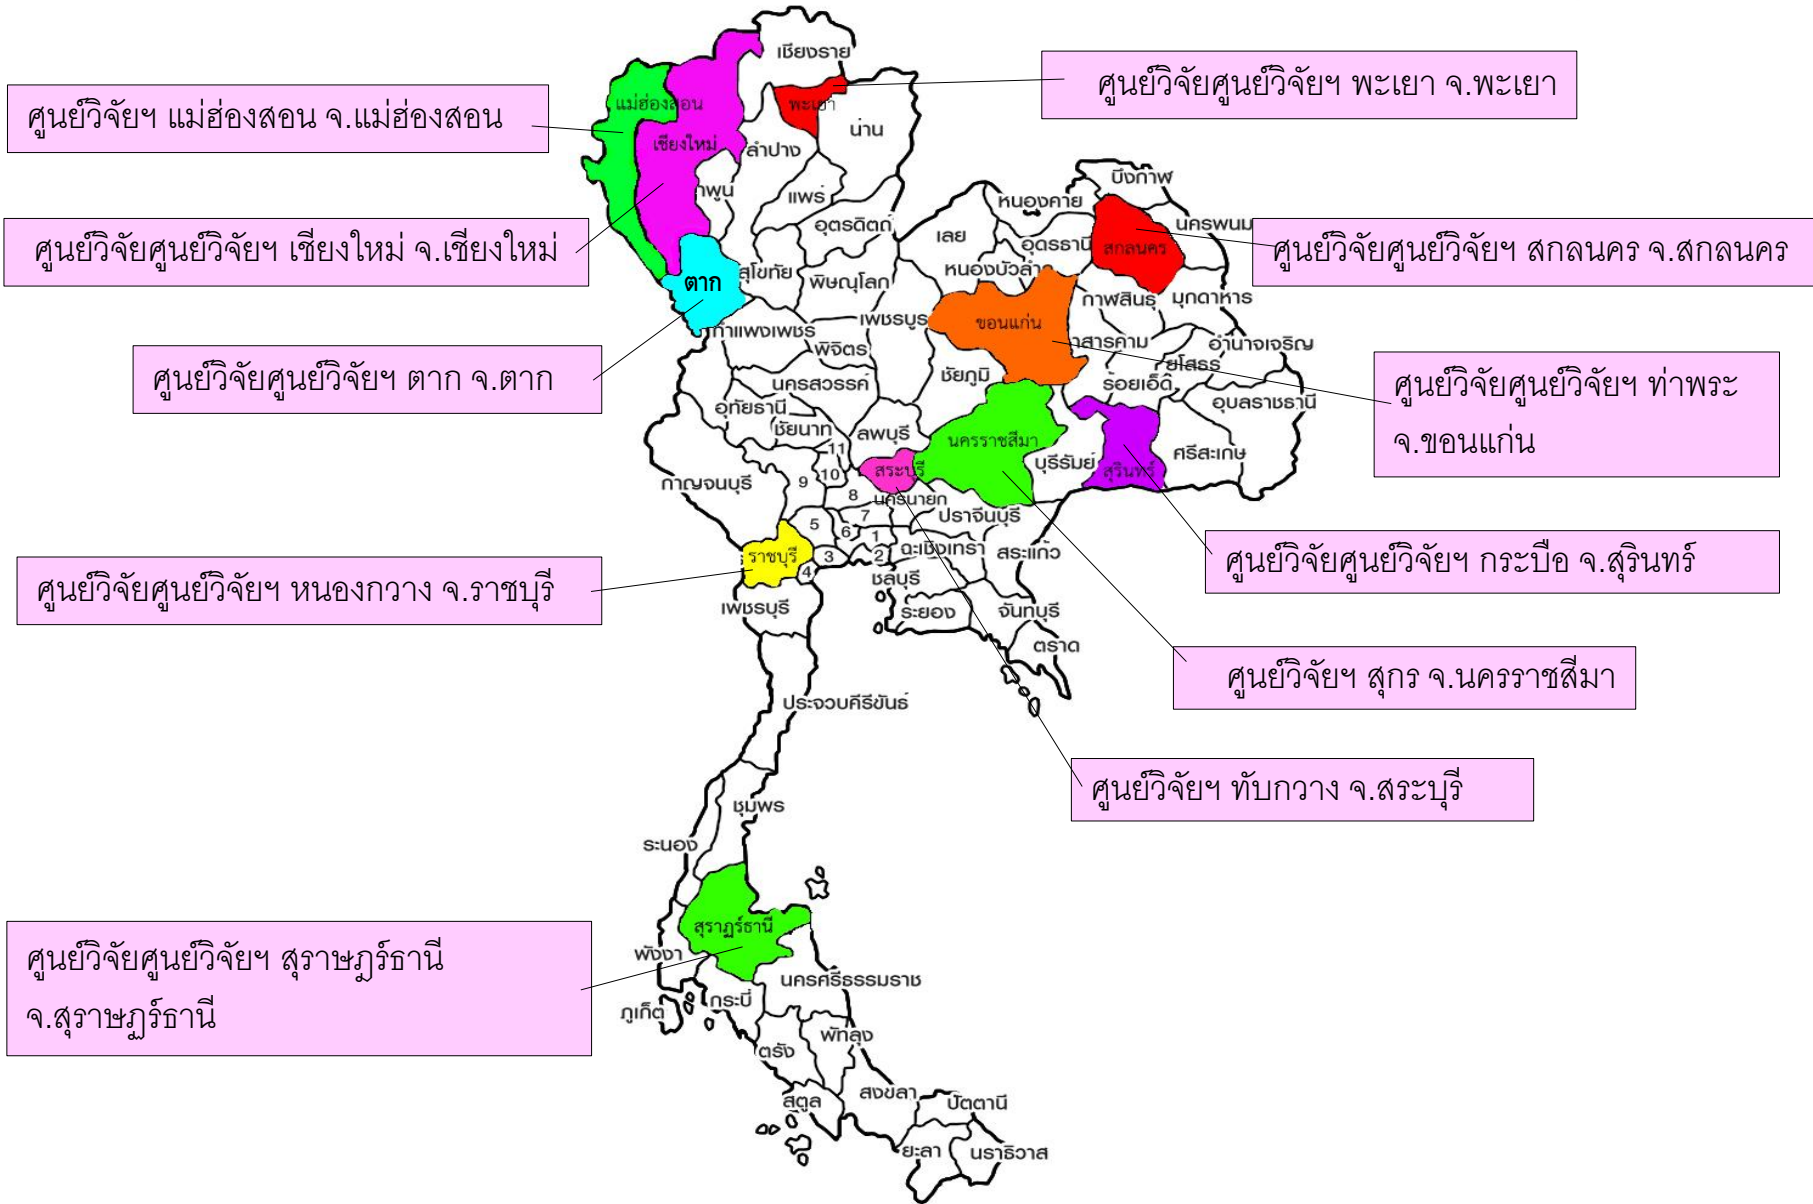 เชียงราย
ศูนย์วิจัยศูนย์วิจัยฯ พะเยา จ.พะเยา
ศูนย์วิจัยฯ แม่ฮ่องสอน จ.แม่ฮ่องสอน
แม่ฮ่องสอน
พะเยา
น่าน
เชียงใหม่
ลำปาง
บึงกาฬ
ำพูน
แพร่
หนองคาย
นครพนม
อุตรดิตถ์
เลย
อุดรธานี
สกลนคร
ศูนย์วิจัยศูนย์วิจัยฯ เชียงใหม่ จ.เชียงใหม่
ศูนย์วิจัยศูนย์วิจัยฯ สกลนคร จ.สกลนคร
ตาก
สุโขทัย
พิษณุโลก
หนองบัวลำภ
กาฬสินธุ์
มุกดาหาร
กำแพงเพชร
เพชรบูร
ขอนแก่น
าสารคาม
อำนาจเจริญ
พิจิตร
ยโสธร
ศูนย์วิจัยศูนย์วิจัยฯ ตาก จ.ตาก
นครสวรรค์
ชัยภูมิ
ร้อยเอ็ด
อุบลราชธานี
ศูนย์วิจัยศูนย์วิจัยฯ ท่าพระ
จ.ขอนแก่น
อุทัยธานี
ชัยนาท
ลพบุรี
นครราชสีมา
บุรีรัมย์
สุรินทร์
ศรีสะเกษ
11
สระบุรี
กาญจนบุรี
9
10
8
นครนายก
ปราจีนบุรี
5
7
6
1
ฉะเชิงเทรา
สระแก้ว
ราชบุรี
3
2
4
ชลบุรี
ศูนย์วิจัยศูนย์วิจัยฯ กระบือ จ.สุรินทร์
ศูนย์วิจัยศูนย์วิจัยฯ หนองกวาง จ.ราชบุรี
เพชรบุรี
ระยอง
จันทบุรี
ตราด
ศูนย์วิจัยฯ สุกร จ.นครราชสีมา
ประจวบคีรีขันธ์
ศูนย์วิจัยฯ ทับกวาง จ.สระบุรี
ชุมพร
ระนอง
สุราฏร์ธานี
ศูนย์วิจัยศูนย์วิจัยฯ สุราษฎร์ธานี
จ.สุราษฏร์ธานี
พังงา
นครศรีธรรมราช
กระบี่
ภูเก็ต
พัทลุง
ตรัง
สงขลา
สตูล
ปัตตานี
ยะลา
นราธิวาส